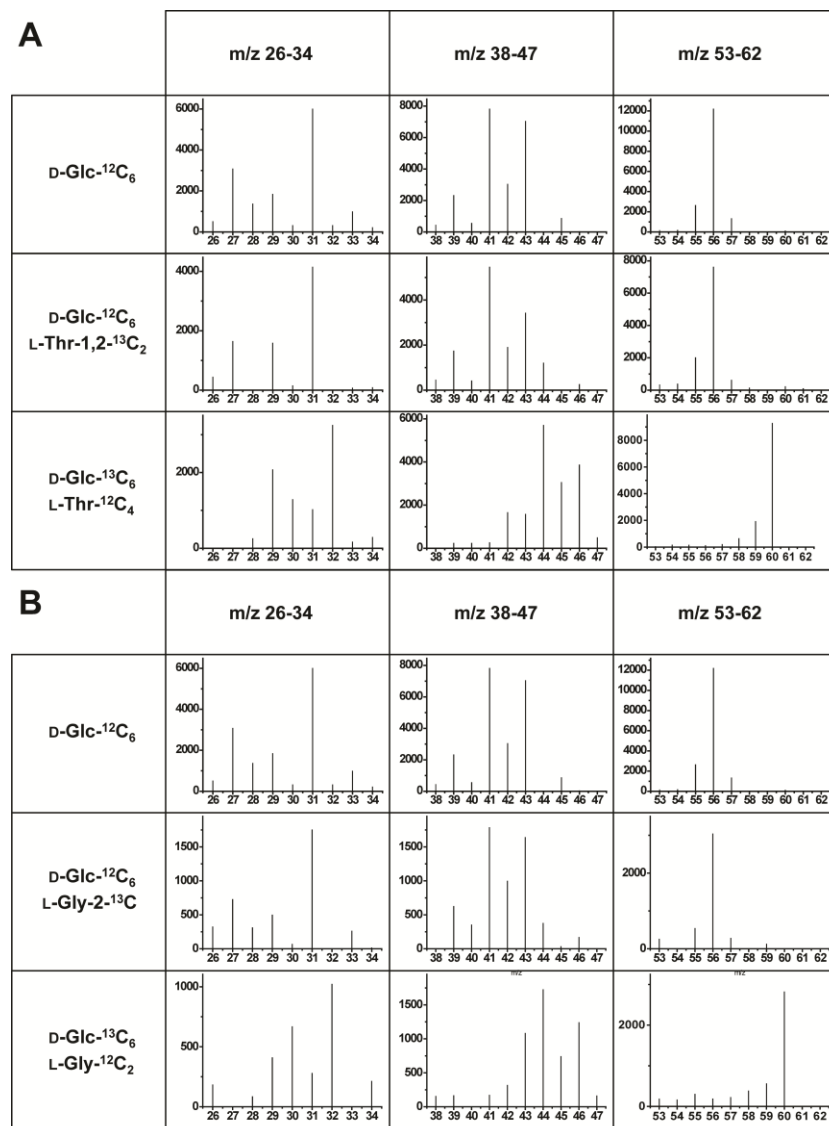 A
m/z 26-34 m/z 38-47 m/z 53-62
D-Glc-¹²C₆
6000 4000 2000 0
26 27 28 29 30 31 32 33 34
8000 6000 4000 2000 0
38 39 40 41 42 43 44 45 46 47
12000 10000 8000 6000 4000 2000 0
53 54 55 56 57 58 59 60 61 62
D-Glc-¹²C₆
L-Thr-1,2-¹³C₂
4000 2000 0
26 27 28 29 30 31 32 33 34
4000 2000 0
38 39 40 41 42 43 44 45 46 47
8000 6000 4000 2000 0
53 54 55 56 57 58 59 60 61 62
D-Glc-¹³C₆
L-Thr-¹²C₄
2000 0
26 27 28 29 30 31 32 33 34
6000 4000 2000 0
38 39 40 41 42 43 44 45 46 47
8000 6000 4000 2000 0
53 54 55 56 57 58 59 60 61 62
B
m/z 26-34 m/z 38-47 m/z 53-62
D-Glc-¹²C₆
6000 4000 2000 0
26 27 28 29 30 31 32 33 34
8000 6000 4000 2000 0
38 39 40 41 42 43 44 45 46 47
12000 10000 8000 6000 4000 2000 0
53 54 55 56 57 58 59 60 61 62
D-Glc-¹²C₆
L-Gly-2-¹³C
1500 1000 500 0
26 27 28 29 30 31 32 33 34
1500 1000 500 0
38 39 40 41 42 43 44 45 46 47
2000 0
53 54 55 56 57 58 59 60 61 62
D-Glc-¹³C₆
L-Gly-¹²C₂
1000 500 0
26 27 28 29 30 31 32 33 34
m/z
1500 1000 500 0
38 39 40 41 42 43 44 45 46 47
m/z
2000 0
53 54 55 56 57 58 59 60 61 62